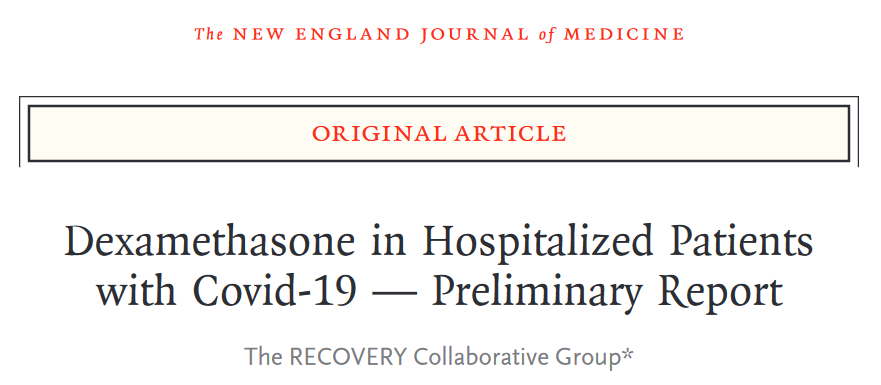 The NEW ENGLAND JOURNAL of MEDICINE
ORIGINAL ARTICLE
Dexamethasone in Hospitalized Patients
with Covid-19 — Preliminary Report
The RECOVERY Collaborative Group*